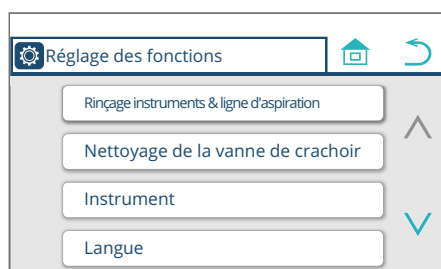 Réglage des fonctions
Rinçage instruments & ligne d'aspiration
Nettoyage de la vanne de crachoir
Instrument
Langue